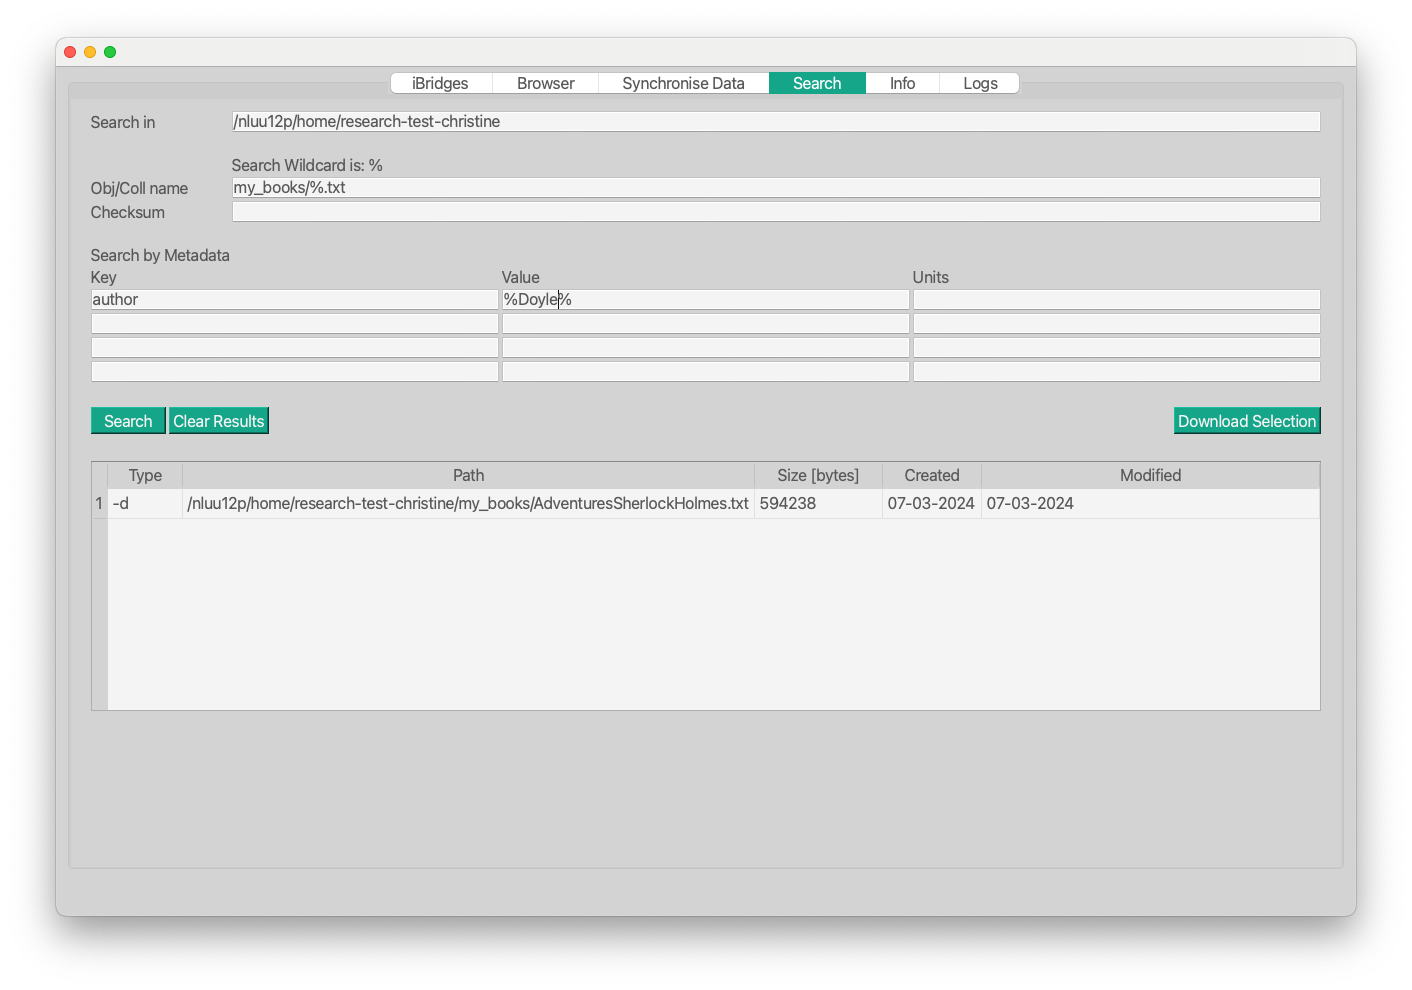 iBridges Browser Synchronise Data Search Info Logs
Search in /nluu12p/home/research-test-christine
Search Wildcard is: %
Obj/Coll name my_books/%.txt
Checksum
Search by Metadata
Key Value Units
author %Doyle%
Search Clear Results Download Selection
Type Path Size [bytes] Created Modified
1 -d /nluu12p/home/research-test-christine/my_books/AdventuresSherlockHolmes.txt 594238 07-03-2024 07-03-2024